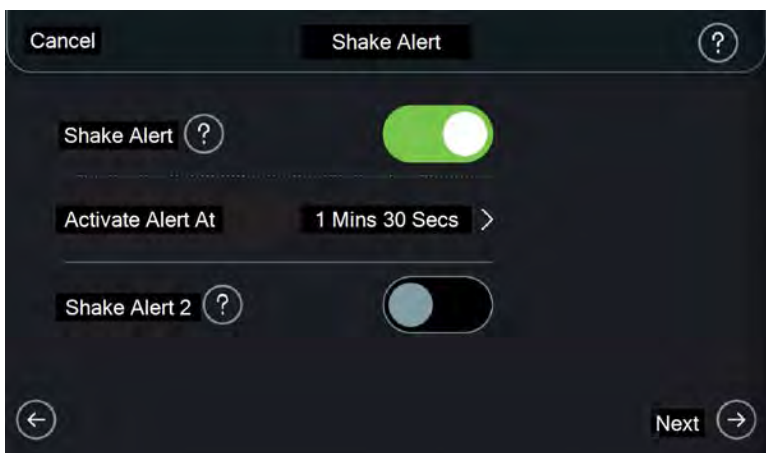 Cancel Shake Alert ?
Shake Alert ?
Activate Alert At 1 Mins 30 Secs
Shake Alert 2 ?
Next